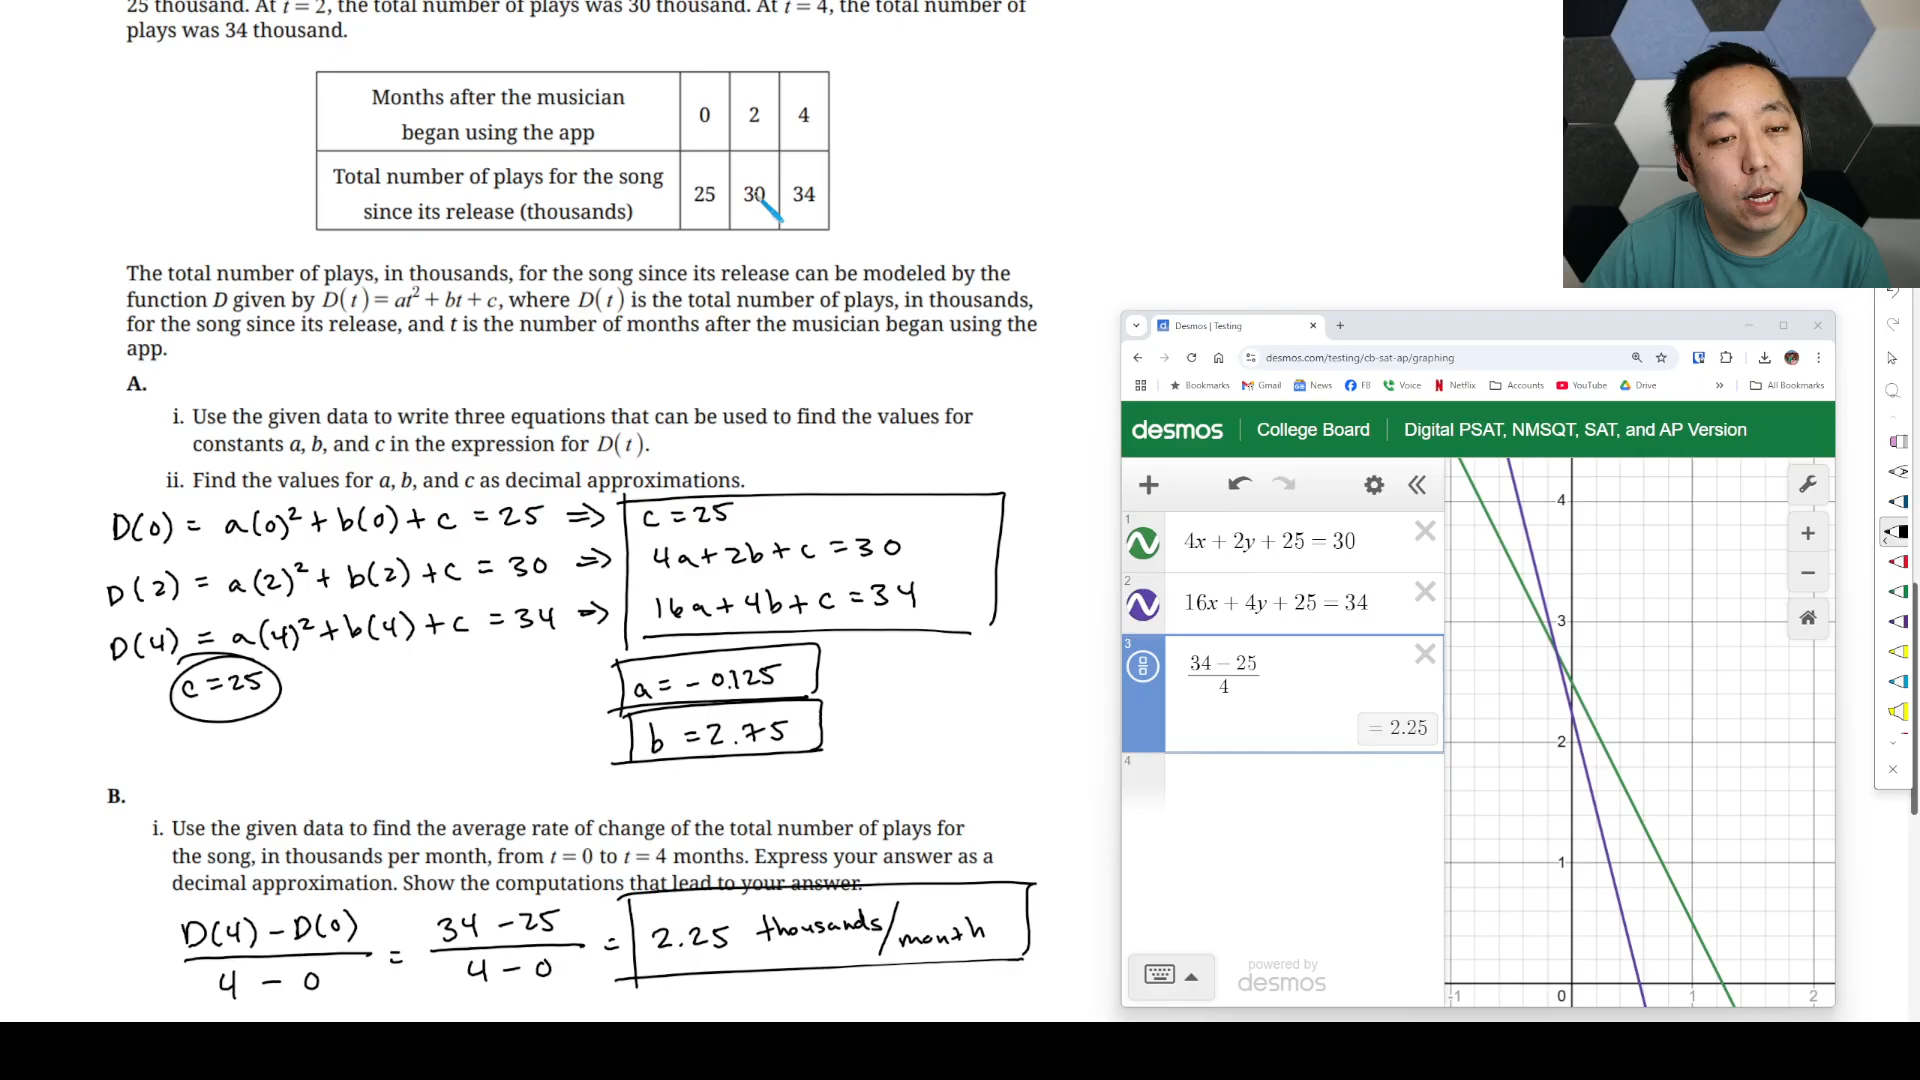 25 thousand. At t = 2, the total number of plays was 30 thousand. At t = 4, the total number of
plays was 34 thousand.
Months after the musician
began using the app
0 2 4
Total number of plays for the song
since its release (thousands)
25 30 34
The total number of plays, in thousands, for the song since its release can be modeled by the
function D given by D(t) = at² + bt + c, where D(t) is the total number of plays, in thousands,
for the song since its release, and t is the number of months after the musician began using the
app.
A.
i. Use the given data to write three equations that can be used to find the values for
constants a, b, and c in the expression for D(t).
ii. Find the values for a, b, and c as decimal approximations.
D(0) = a(0)² + b(0) + c = 25 => c = 25
D(2) = a(2)² + b(2) + c = 30 => 4a + 2b + c = 30
D(4) = a(4)² + b(4) + c = 34 => 16a + 4b + c = 34
c = 25
a = -0.125
b = 2.75
B.
i. Use the given data to find the average rate of change of the total number of plays for
the song, in thousands per month, from t = 0 to t = 4 months. Express your answer as a
decimal approximation. Show the computations that lead to your answer.
D(4) - D(0)
4 - 0
=
34 - 25
4 - 0
= 2.25 thousands/month
Desmos | Testing
desmos.com/testing/cb-sat-ap/graphing
Bookmarks Gmail News FB Voice Netflix Accounts YouTube Drive » All Bookmarks
desmos College Board Digital PSAT, NMSQT, SAT, and AP Version
1
4x + 2y + 25 = 30
2
16x + 4y + 25 = 34
3
34 − 25
4
= 2.25
4
powered by
desmos
4
3
2
1
-1 0 1 2